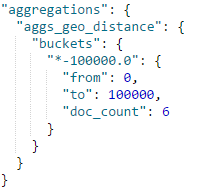 "aggregations": {
"aggs_geo_distance": {
"buckets": {
"*-100000.0": {
"from": 0,
"to": 100000,
"doc_count": 6
}
}
}
}